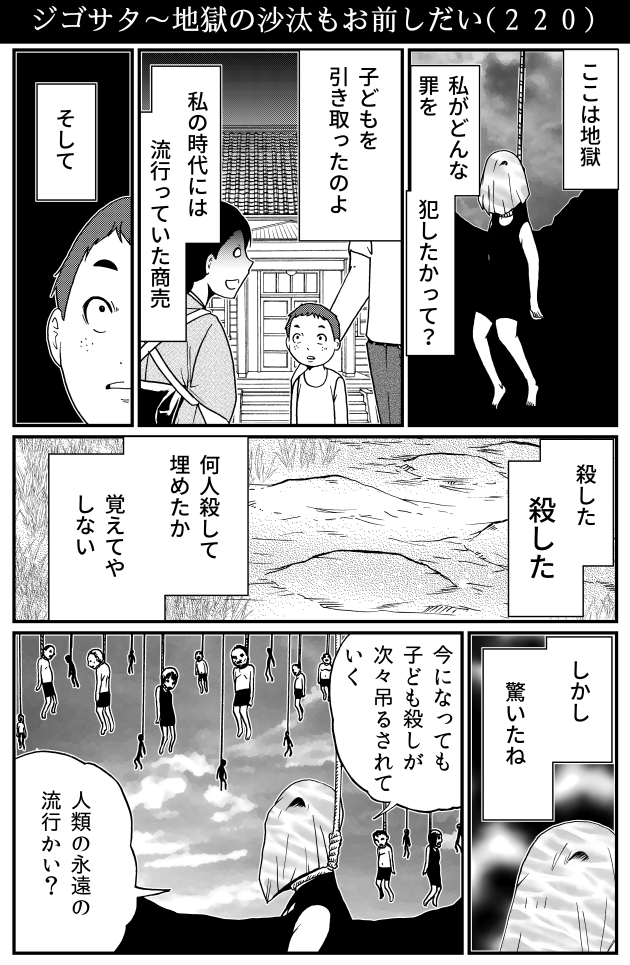 ジゴサタ～地獄の沙汰もお前しだい(２２０)
ここは地獄
私がどんな
罪を
犯したかって？
子どもを
引き取ったのよ
私の時代には
流行っていた商売
そして
殺した
殺した
何人殺して
埋めたか
覚えてや
しない
しかし
驚いたね
今になっても
子ども殺しが
次々吊るされて
いく
人類の永遠の
流行かい？